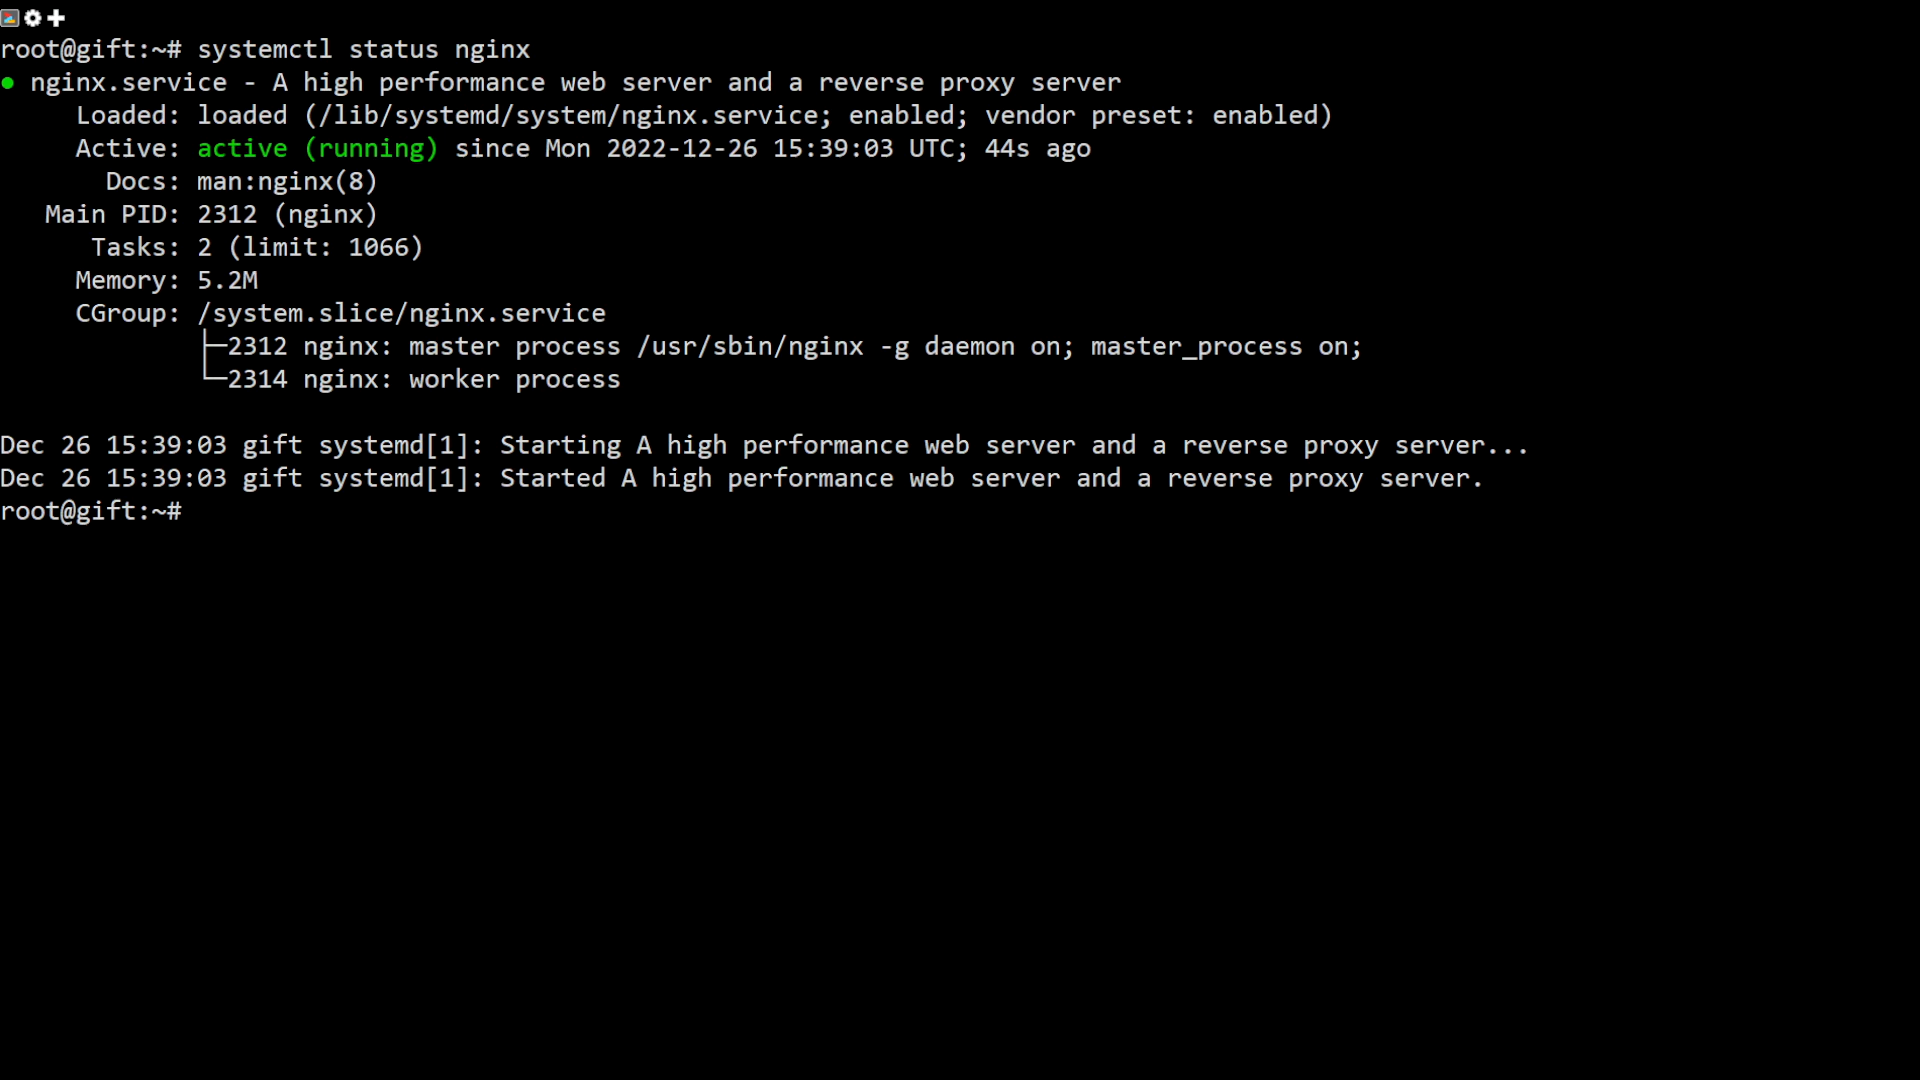 root@gift:~# systemctl status nginx
● nginx.service - A high performance web server and a reverse proxy server
     Loaded: loaded (/lib/systemd/system/nginx.service; enabled; vendor preset: enabled)
     Active: active (running) since Mon 2022-12-26 15:39:03 UTC; 44s ago
       Docs: man:nginx(8)
   Main PID: 2312 (nginx)
      Tasks: 2 (limit: 1066)
     Memory: 5.2M
     CGroup: /system.slice/nginx.service
             ├─2312 nginx: master process /usr/sbin/nginx -g daemon on; master_process on;
             └─2314 nginx: worker process

Dec 26 15:39:03 gift systemd[1]: Starting A high performance web server and a reverse proxy server...
Dec 26 15:39:03 gift systemd[1]: Started A high performance web server and a reverse proxy server.
root@gift:~#